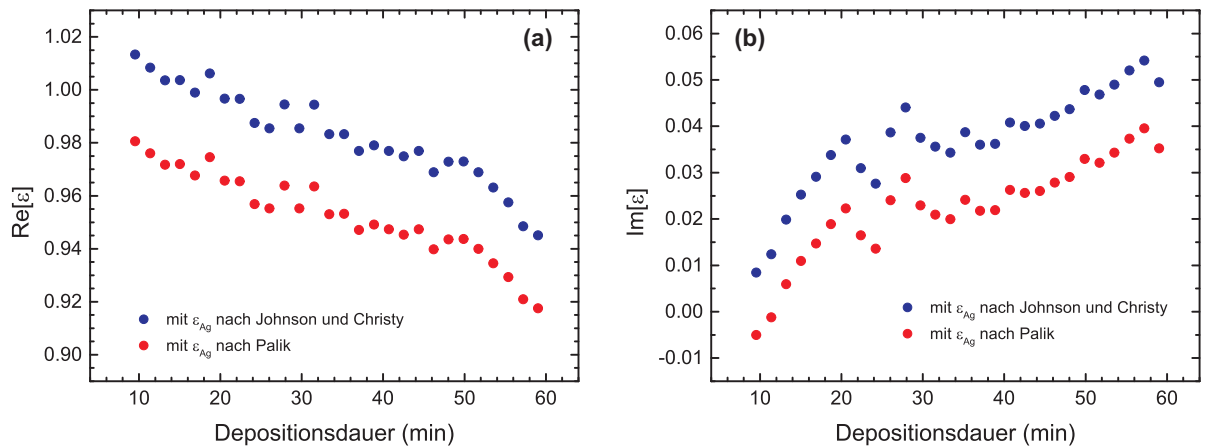 (a)
1.02
1.00
0.98
0.96
0.94
0.92
0.90
Re[ε]
mit εAg nach Johnson und Christy
mit εAg nach Palik
10 20 30 40 50 60
Depositionsdauer (min)
(b)
0.06
0.05
0.04
0.03
0.02
0.01
0.00
-0.01
Im[ε]
mit εAg nach Johnson und Christy
mit εAg nach Palik
10 20 30 40 50 60
Depositionsdauer (min)